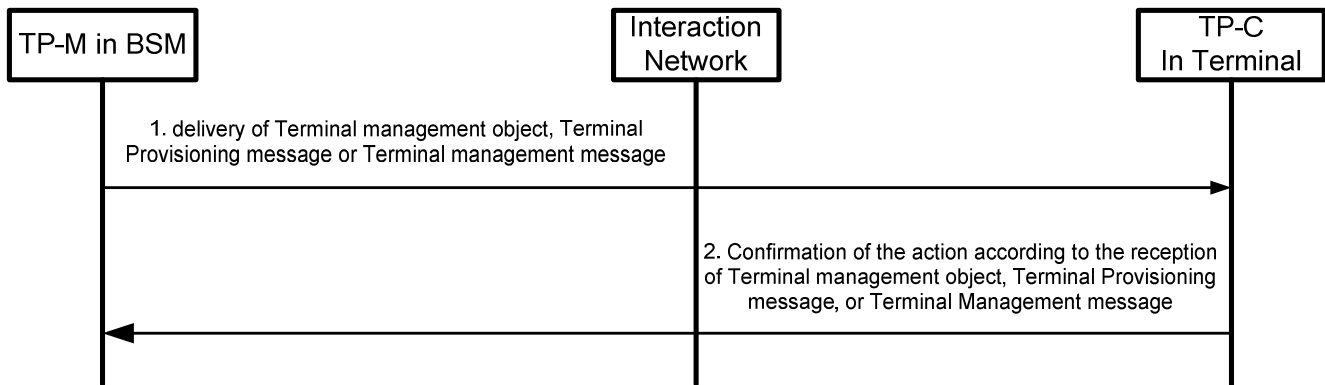 TP-M in BSM
Interaction
Network
TP-C
In Terminal
1. delivery of Terminal management object, Terminal
Provisioning message or Terminal management message
2. Confirmation of the action according to the reception
of Terminal management object, Terminal Provisioning
message, or Terminal Management message